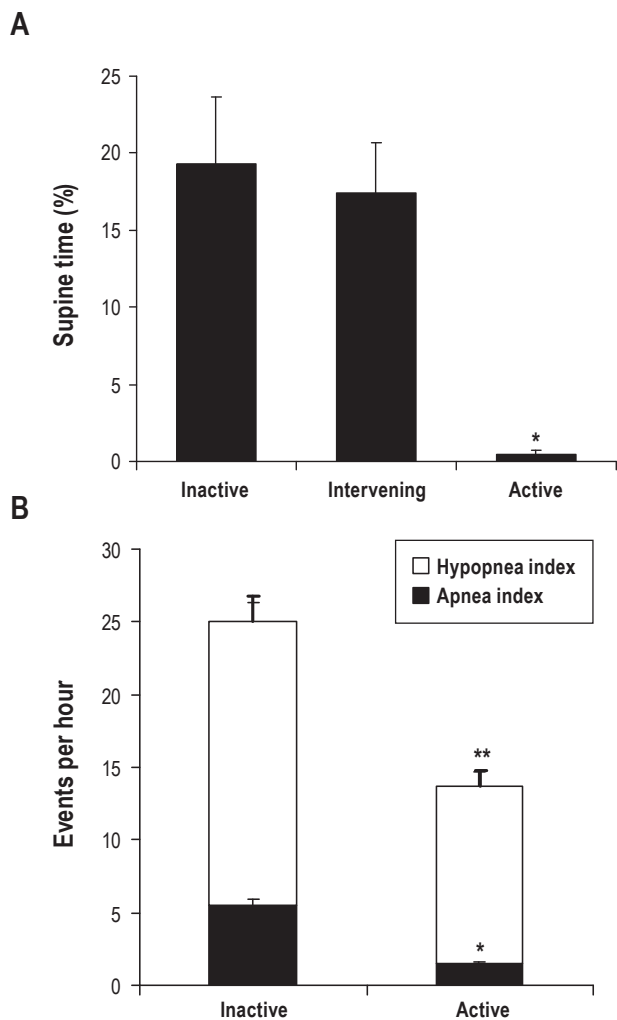 A
Supine time (%)
25
20
15
10
5
0
*
Inactive Intervening Active
B
Events per hour
30
25
20
15
10
5
0
Hypopnea index
Apnea index
**
*
Inactive Active